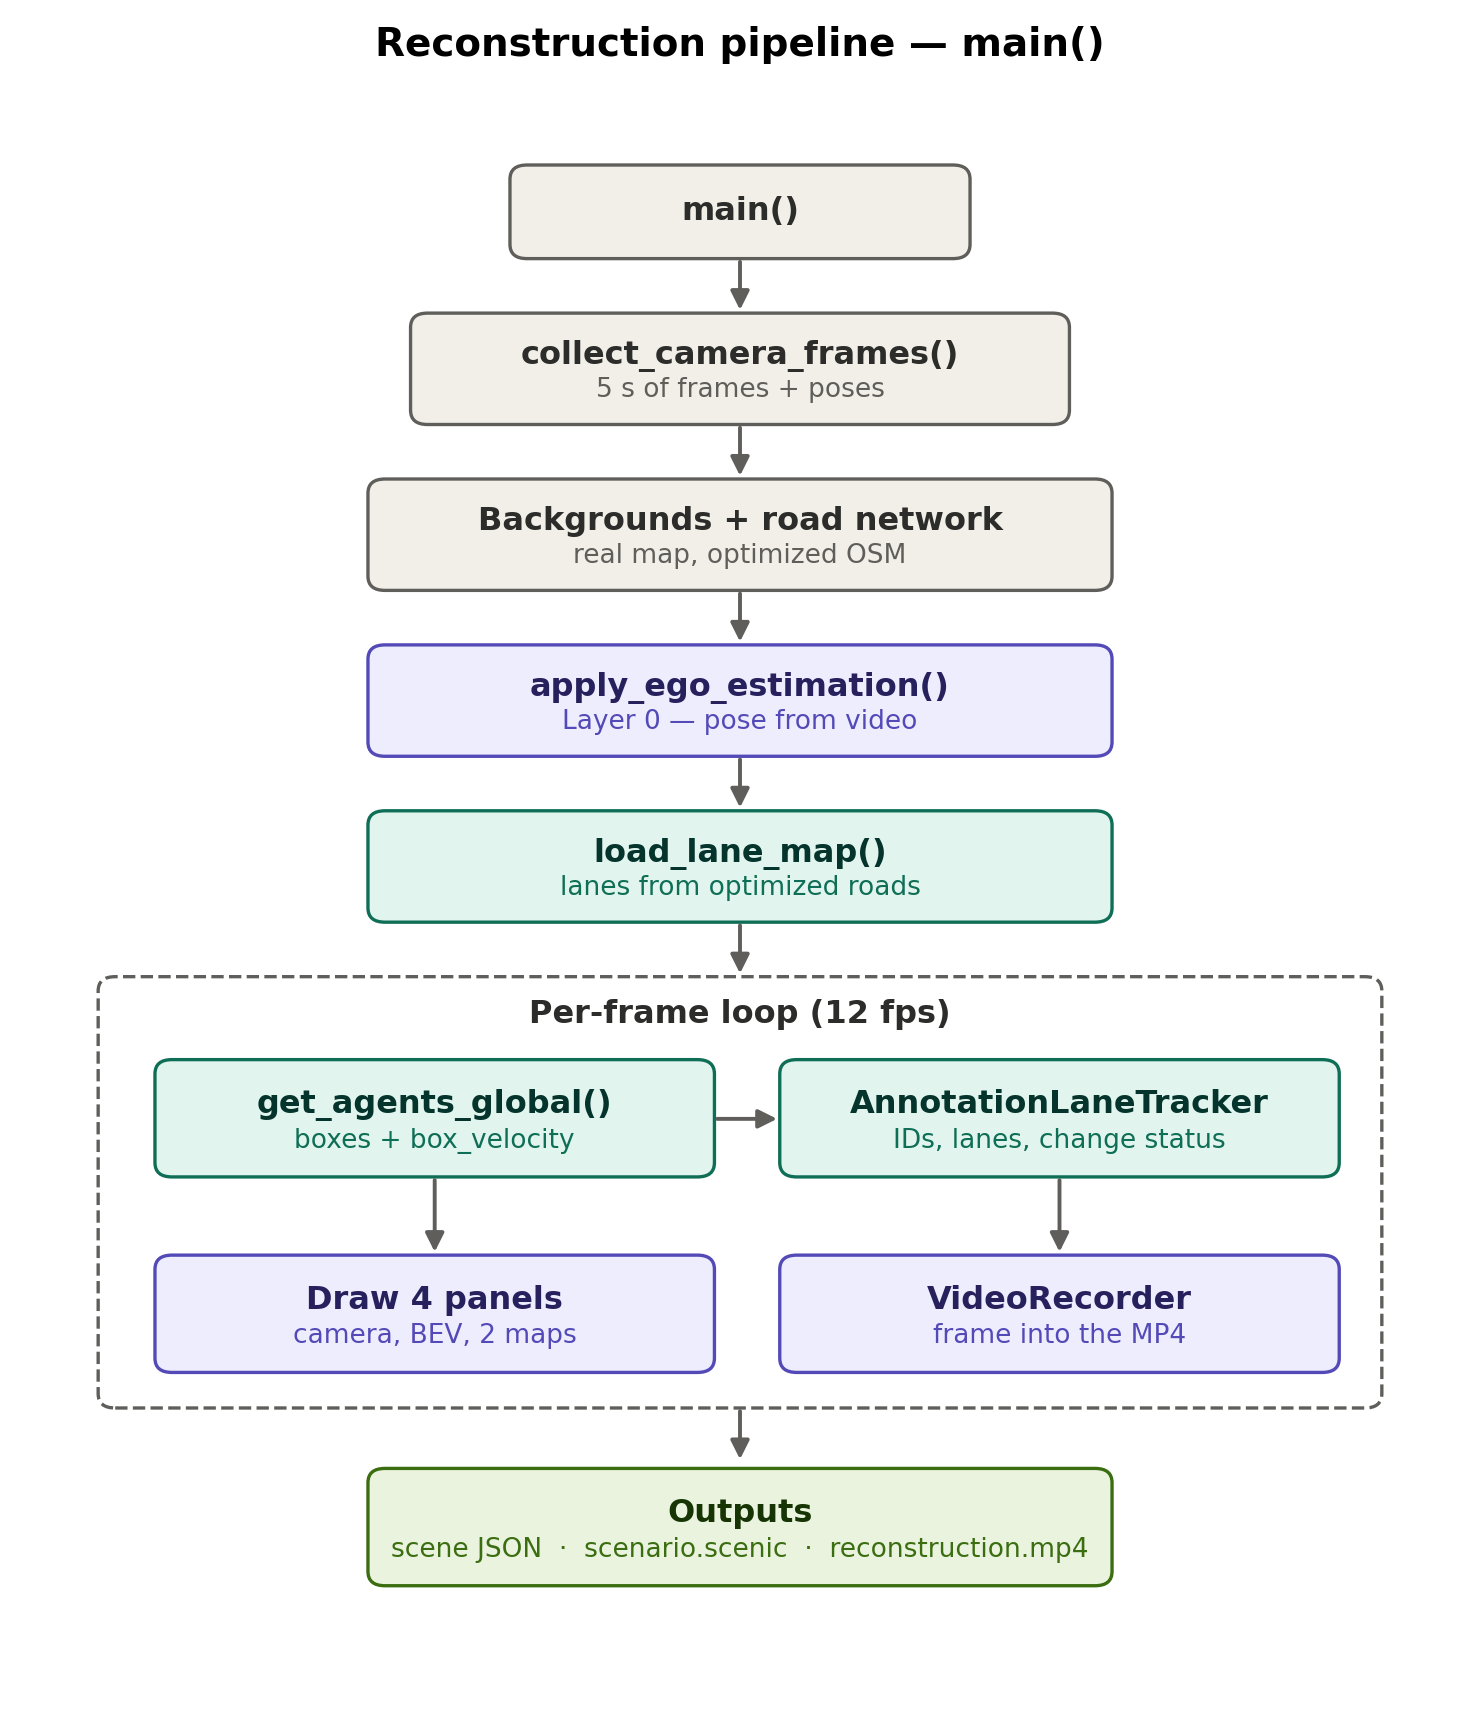 Reconstruction pipeline — main()
main()
collect_camera_frames()
5 s of frames + poses
Backgrounds + road network
real map, optimized OSM
apply_ego_estimation()
Layer 0 — pose from video
load_lane_map()
lanes from optimized roads
Per-frame loop (12 fps)
get_agents_global()
boxes + box_velocity
AnnotationLaneTracker
IDs, lanes, change status
Draw 4 panels
camera, BEV, 2 maps
VideoRecorder
frame into the MP4
Outputs
scene JSON · scenario.scenic · reconstruction.mp4